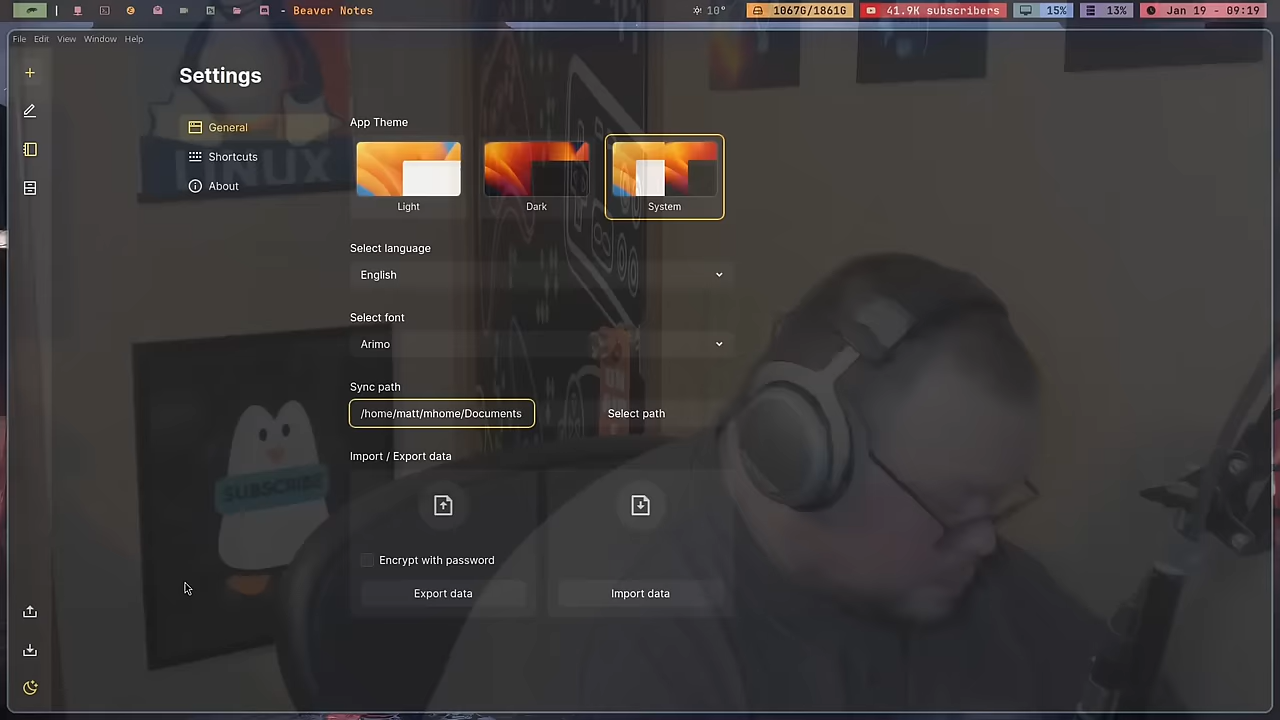 - Beaver Notes
10°
1067G/1861G
41.9K subscribers
15%
13%
Jan 19 - 09:19
File Edit View Window Help
Settings
General
Shortcuts
About
App Theme
Light
Dark
System
Select language
English
Select font
Arimo
Sync path
/home/matt/mhome/Documents
Select path
Import / Export data
Encrypt with password
Export data
Import data
LINUX
SUBSCRIBE